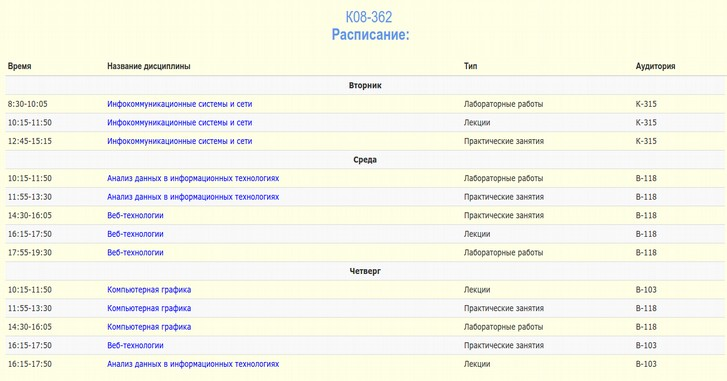 К08-362
Расписание:
Время Название дисциплины Тип Аудитория
Вторник
8:30-10:05 Инфокоммуникационные системы и сети Лабораторные работы К-315
10:15-11:50 Инфокоммуникационные системы и сети Лекции К-315
12:45-15:15 Инфокоммуникационные системы и сети Практические занятия К-315
Среда
10:15-11:50 Анализ данных в информационных технологиях Лабораторные работы В-118
11:55-13:30 Анализ данных в информационных технологиях Практические занятия В-118
14:30-16:05 Веб-технологии Практические занятия В-118
16:15-17:50 Веб-технологии Лекции В-118
17:55-19:30 Веб-технологии Лабораторные работы В-118
Четверг
10:15-11:50 Компьютерная графика Лекции В-103
11:55-13:30 Компьютерная графика Практические занятия В-118
14:30-16:05 Компьютерная графика Лабораторные работы В-118
16:15-17:50 Веб-технологии Практические занятия В-103
16:15-17:50 Анализ данных в информационных технологиях Лекции В-103